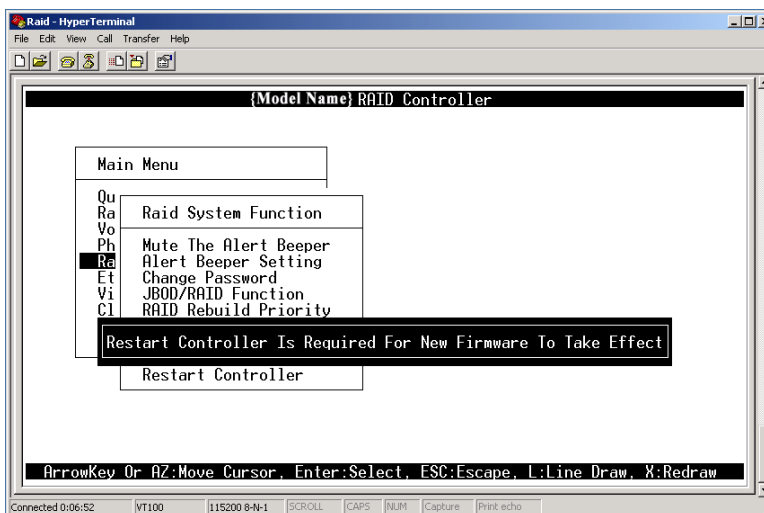 Raid - HyperTerminal
File Edit View Call Transfer Help
{Model Name} RAID Controller
Main Menu
Qu
Ra
Vo
Ph
Ra
Et
Vi
Cl
Raid System Function
Mute The Alert Beeper
Alert Beeper Setting
Change Password
JBOD/RAID Function
RAID Rebuild Priority
Restart Controller Is Required For New Firmware To Take Effect
Restart Controller
ArrowKey Or AZ:Move Cursor, Enter:Select, ESC:Escape, L:Line Draw, X:Redraw
Connected 0:06:52 VT100 115200 8-N-1 SCROLL CAPS NUM Capture Print echo